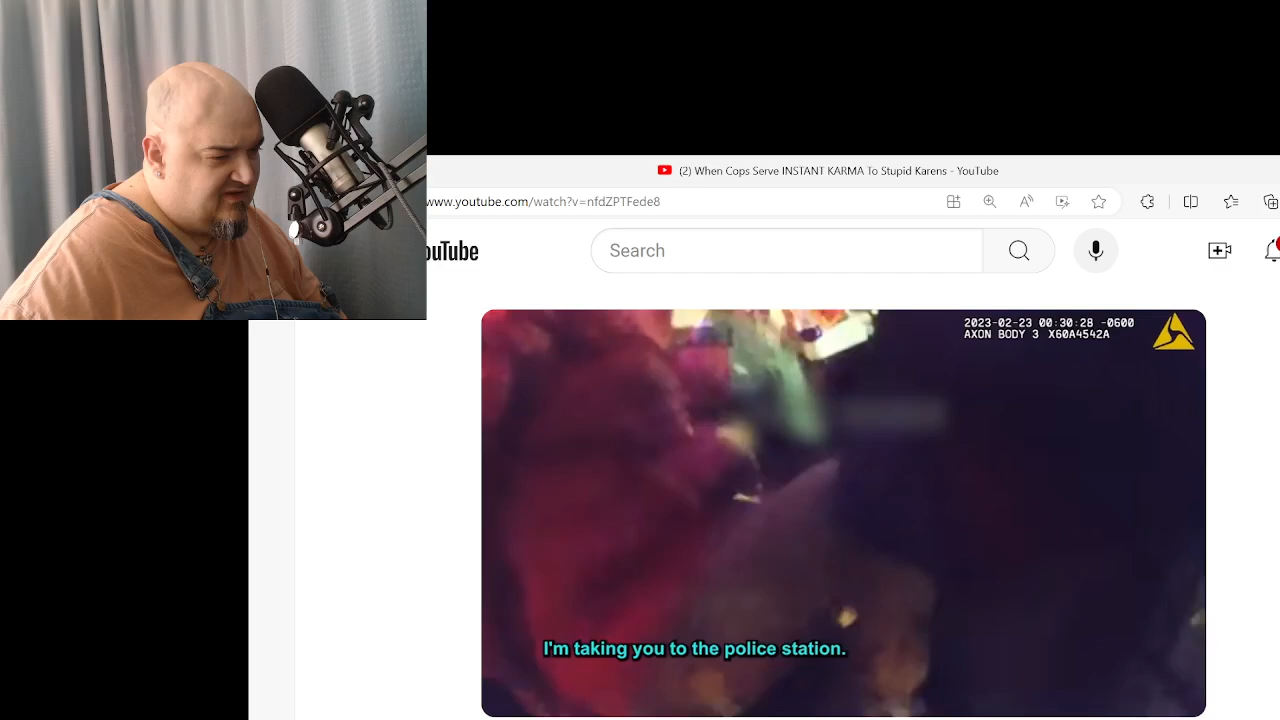 (2) When Cops Serve INSTANT KARMA To Stupid Karens - YouTube
www.youtube.com/watch?v=nfdZPTFede8
ouTube
Search
2023-02-23 00:30:28 -0600
AXON BODY 3 X60A4542A
I'm taking you to the police station.